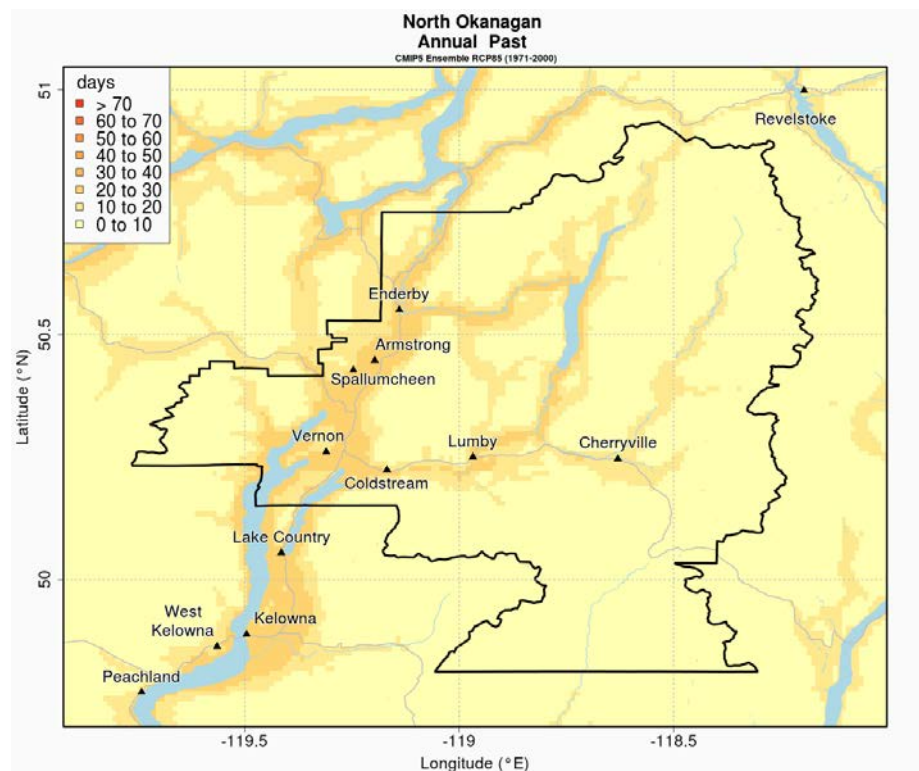 North Okanagan
Annual Past
CMIP5 Ensemble RCP85 (1971-2000)
days
> 70
60 to 70
50 to 60
40 to 50
30 to 40
20 to 30
10 to 20
0 to 10
51
Revelstoke
Enderby
50.5
Armstrong
Spallumcheen
Latitude (°N)
Vernon
Lumby
Cherryville
Coldstream
Lake Country
50
West
Kelowna
Kelowna
Peachland
-119.5
-119
-118.5
Longitude (°E)